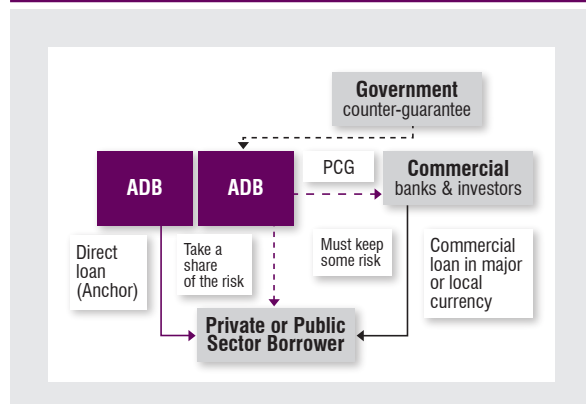 Government
counter-guarantee
ADB
ADB
PCG
Commercial
banks & investors
Direct
loan
(Anchor)
Take a
share
of the risk
Must keep
some risk
Commercial
loan in major
or local
currency
Private or Public
Sector Borrower